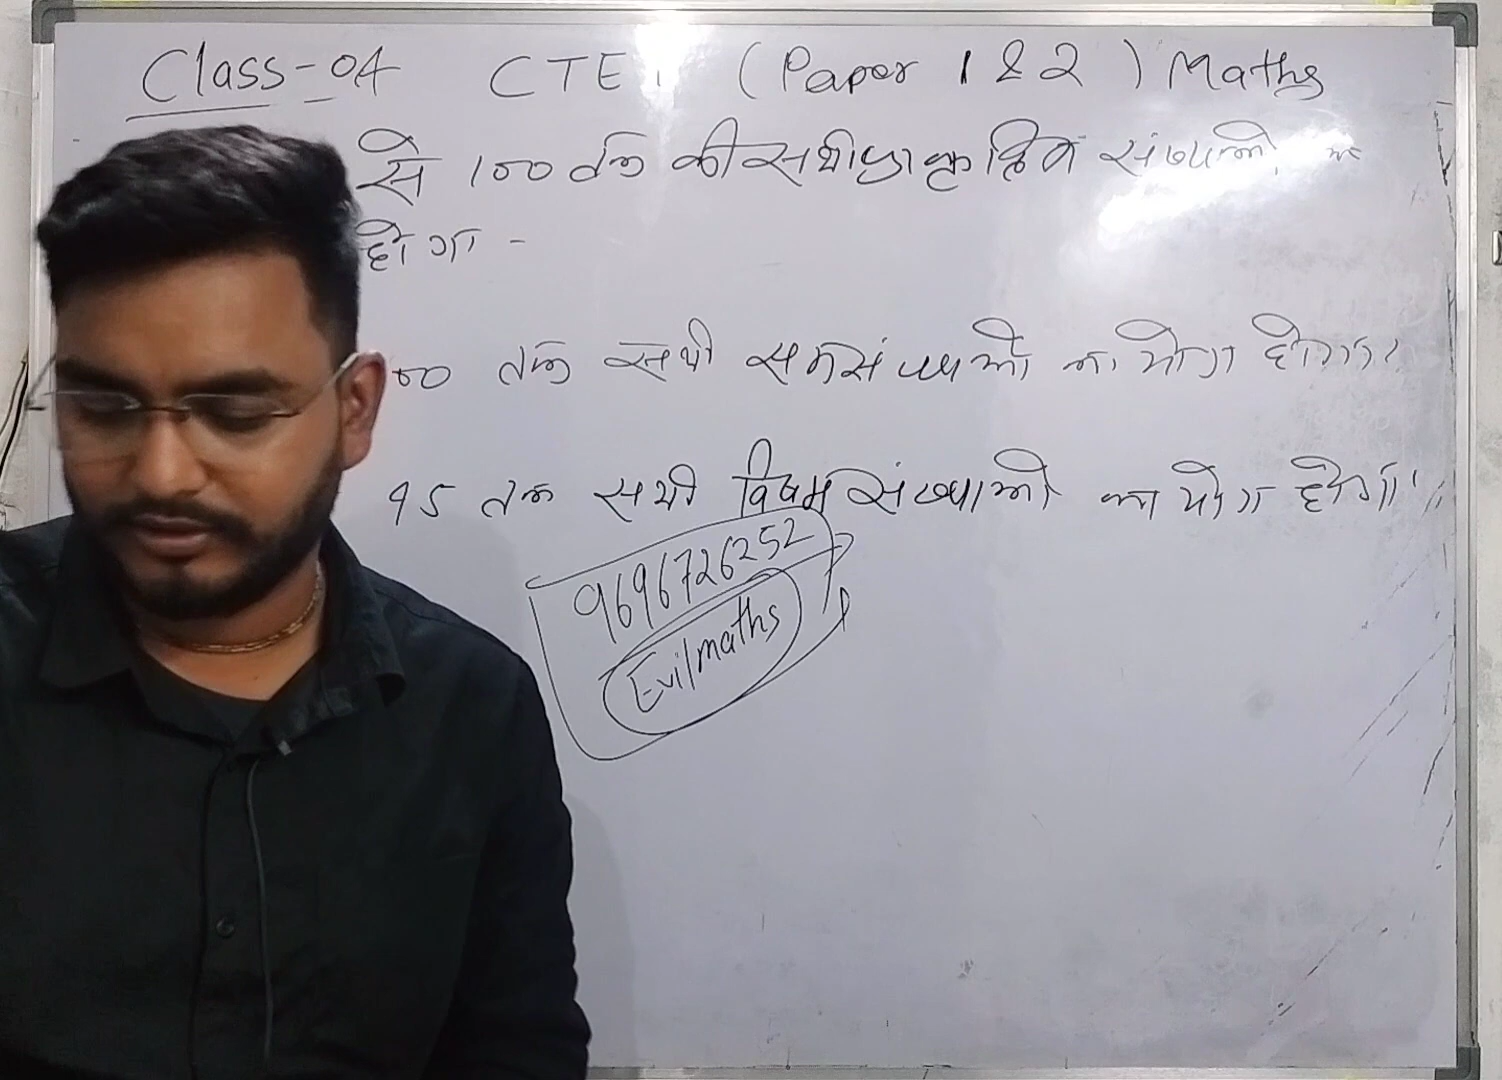 Class-04 CTET (Paper 1 & 2) Maths
से 100 तक की सभी प्राकृतिक संख्याओं का
होगा -
00 तक सभी सम संख्याओं का योग होगा।
95 तक सभी विषम संख्याओं का योग होगा।
9696726252
Evilmaths